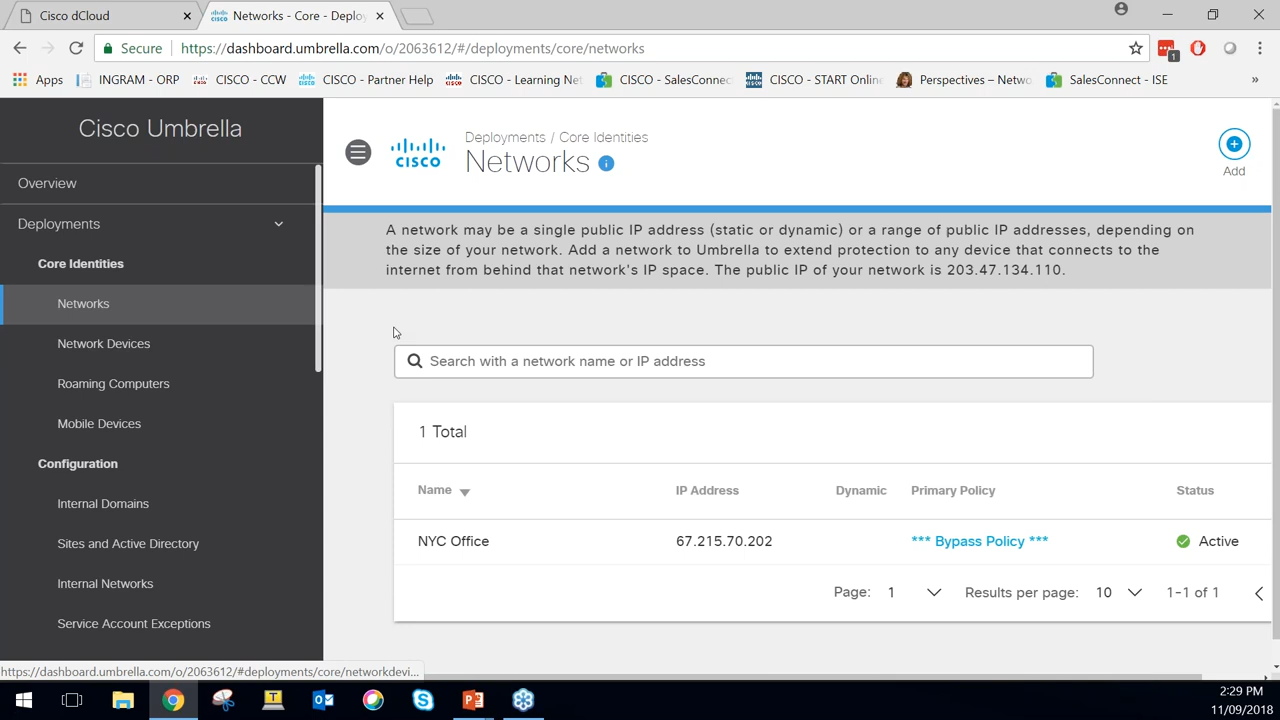 Cisco dCloud
Networks - Core - Deplo
Secure
https://dashboard.umbrella.com/o/2063612/#/deployments/core/networks
1
Apps
INGRAM - ORP
CISCO - CCW
CISCO - Partner Help
CISCO - Learning Net
CISCO - SalesConnec
CISCO - START Online
Perspectives – Netwo
SalesConnect - ISE
»
Cisco Umbrella
Overview
Deployments
Core Identities
Networks
Network Devices
Roaming Computers
Mobile Devices
Configuration
Internal Domains
Sites and Active Directory
Internal Networks
Service Account Exceptions
CISCO
Deployments / Core Identities
Networks
Add
A network may be a single public IP address (static or dynamic) or a range of public IP addresses, depending on
the size of your network. Add a network to Umbrella to extend protection to any device that connects to the
internet from behind that network's IP space. The public IP of your network is 203.47.134.110.
Search with a network name or IP address
1 Total
Name IP Address Dynamic Primary Policy Status
NYC Office 67.215.70.202 *** Bypass Policy *** Active
Page: 1 Results per page: 10 1-1 of 1
https://dashboard.umbrella.com/o/2063612/#deployments/core/networkdevi...
2:29 PM
11/09/2018